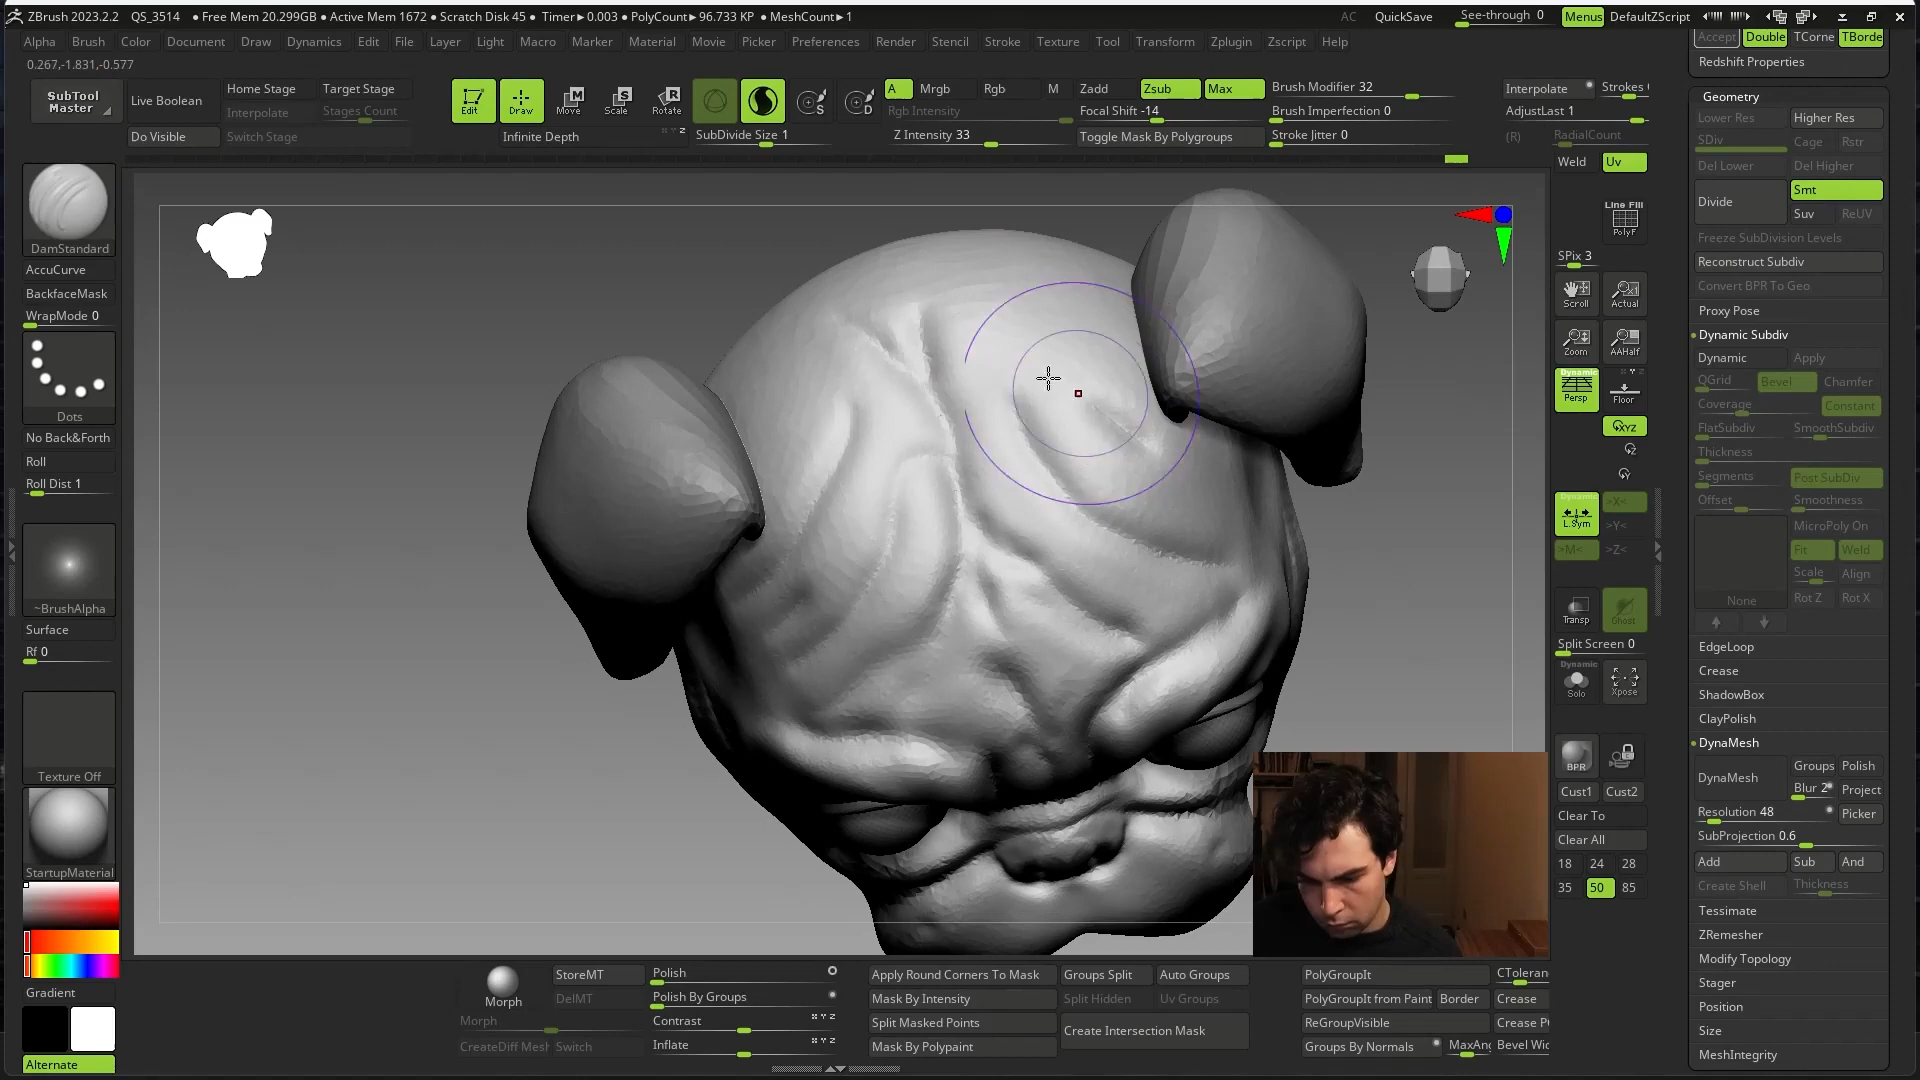 ZBrush 2023.2.2 QS_3514 ● Free Mem 20.299GB ● Active Mem 1672 ● Scratch Disk 45 ● Timer►0.003 ● PolyCount► 96.733 KP ● MeshCount► 1 AC QuickSave See-through 0 Menus DefaultZScript
Alpha Brush Color Document Draw Dynamics Edit File Layer Light Macro Marker Material Movie Picker Preferences Render Stencil Stroke Texture Tool Transform Zplugin Zscript Help
0.267,-1.831,-0.577
SubTool Master
Live Boolean
Do Visible
Home Stage
Target Stage
Interpolate
Stages Count
Switch Stage
Edit
Draw
Move
Scale
Rotate
Infinite Depth
SubDivide Size 1
A
Mrgb
Rgb
M
Rgb Intensity
Z Intensity 33
Zadd
Zsub
Max
Focal Shift -14
Toggle Mask By Polygroups
Brush Modifier 32
Brush Imperfection 0
Stroke Jitter 0
Interpolate
Strokes
AdjustLast 1
(R)
RadialCount
Weld
Uv
DamStandard
AccuCurve
BackfaceMask
WrapMode 0
Dots
No Back&Forth
Roll
Roll Dist 1
~BrushAlpha
Surface
Rf 0
Texture Off
StartupMaterial
Gradient
Alternate
Line Fill
PolyF
SPix 3
Scroll
Actual
Zoom
AAHalf
Dynamic
Persp
Floor
XYZ
Dynamic
L.Sym
>X<
>Y<
>M<
>Z<
Transp
Ghost
Split Screen 0
Dynamic
Solo
Xpose
BPR
Cust1
Cust2
Clear To
Clear All
18 24 28
35 50 85
Accept
Double
TCorne
TBorde
Redshift Properties
Geometry
Lower Res
Higher Res
SDiv
Cage
Rstr
Del Lower
Del Higher
Divide
Smt
Suv
ReUV
Freeze SubDivision Levels
Reconstruct Subdiv
Convert BPR To Geo
Proxy Pose
Dynamic Subdiv
Dynamic
Apply
QGrid
Bevel
Chamfer
Coverage
Constant
FlatSubdiv
SmoothSubdiv
Thickness
Segments
Post SubDiv
Offset
Smoothness
MicroPoly On
Fit
Weld
Scale
Align
None
Rot Z
Rot X
EdgeLoop
Crease
ShadowBox
ClayPolish
DynaMesh
DynaMesh
Groups
Polish
Blur 2
Project
Resolution 48
Picker
SubProjection 0.6
Add
Sub
And
Create Shell
Thickness
Tessimate
ZRemesher
Modify Topology
Stager
Position
Size
MeshIntegrity
Morph
StoreMT
DelMT
Morph
CreateDiff Mesh
Switch
Polish
Polish By Groups
Contrast
Inflate
Apply Round Corners To Mask
Mask By Intensity
Split Masked Points
Mask By Polypaint
Groups Split
Auto Groups
Split Hidden
Uv Groups
Create Intersection Mask
PolyGroupIt
PolyGroupIt from Paint
Border
ReGroupVisible
Groups By Normals
MaxAng
CToleran
Crease
Crease P
Bevel Wic